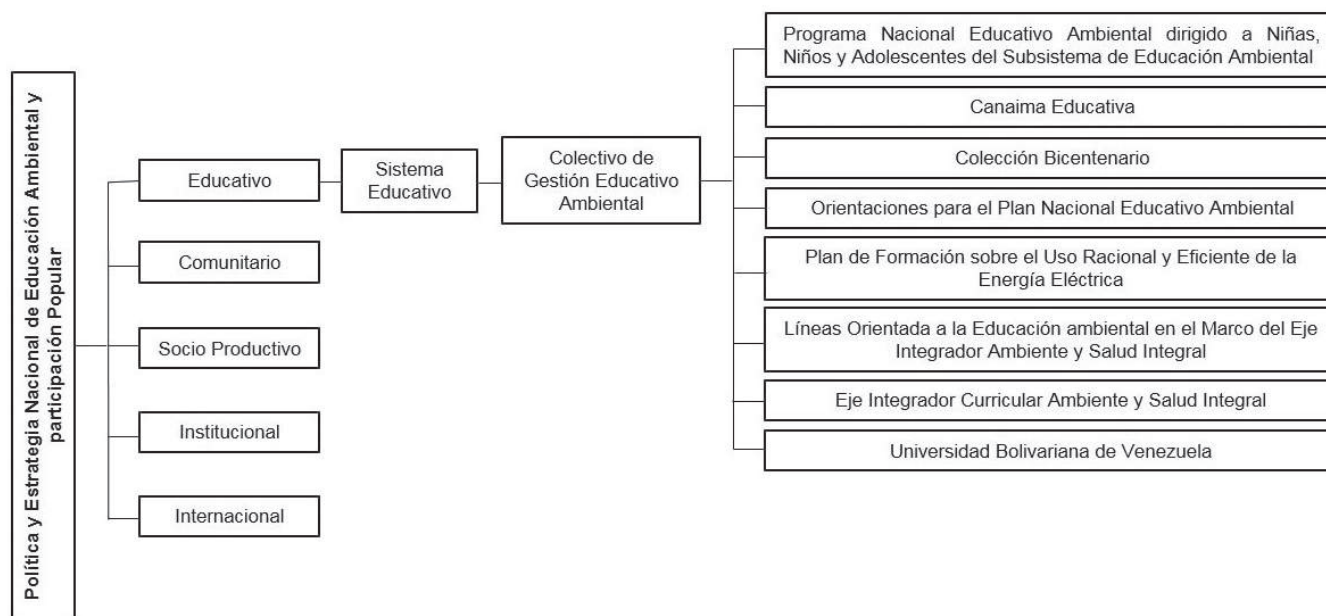 Política y Estrategia Nacional de Educación Ambiental y
participación Popular
Educativo
Comunitario
Socio Productivo
Institucional
Internacional
Sistema
Educativo
Colectivo de
Gestión Educativo
Ambiental
Programa Nacional Educativo Ambiental dirigido a Niñas,
Niños y Adolescentes del Subsistema de Educación Ambiental
Canaima Educativa
Colección Bicentenario
Orientaciones para el Plan Nacional Educativo Ambiental
Plan de Formación sobre el Uso Racional y Eficiente de la
Energía Eléctrica
Líneas Orientada a la Educación ambiental en el Marco del Eje
Integrador Ambiente y Salud Integral
Eje Integrador Curricular Ambiente y Salud Integral
Universidad Bolivariana de Venezuela